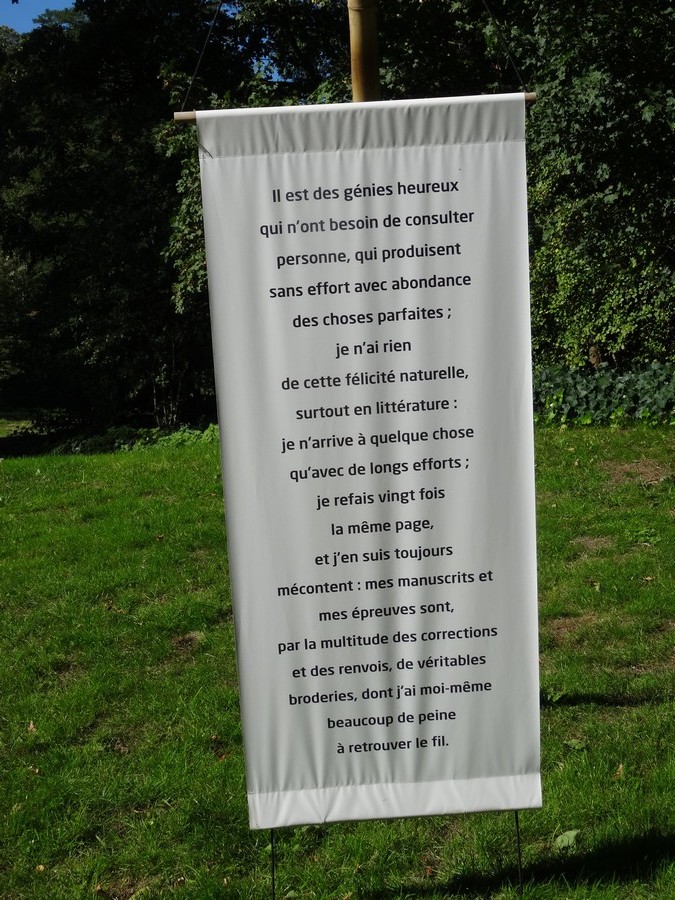 Il est des génies heureux
qui n'ont besoin de consulter
personne, qui produisent
sans effort avec abondance
des choses parfaites ;
je n'ai rien
de cette félicité naturelle,
surtout en littérature :
je n'arrive à quelque chose
qu'avec de longs efforts ;
je refais vingt fois
la même page,
et j'en suis toujours
mécontent : mes manuscrits et
mes épreuves sont,
par la multitude des corrections
et des renvois, de véritables
broderies, dont j'ai moi-même
beaucoup de peine
à retrouver le fil.